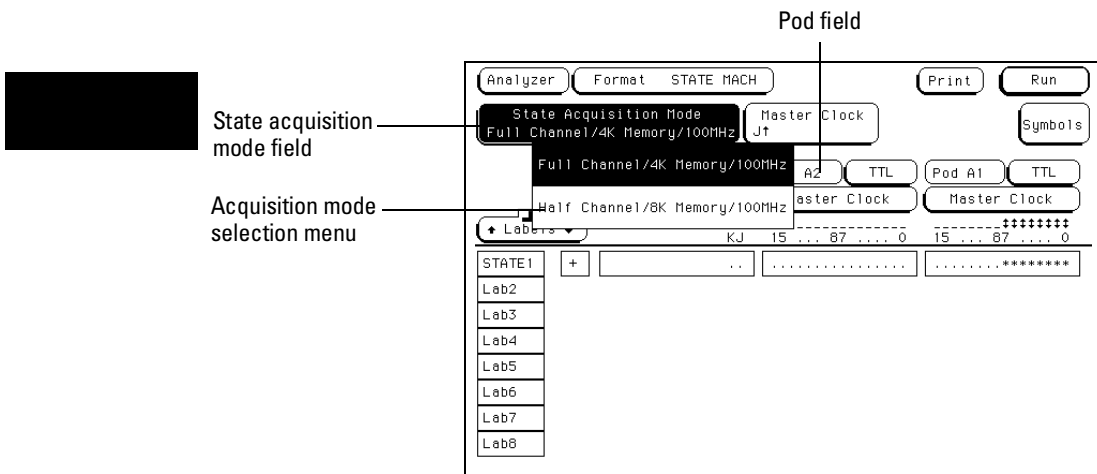 Pod field
Analyzer Format STATE MACH Print Run
State Acquisition Mode Master Clock
Full Channel/4K Memory/100MHz J↑ Symbols
State acquisition
mode field
Full Channel/4K Memory/100MHz A2 TTL Pod A1 TTL
Half Channel/8K Memory/100MHz aster Clock Master Clock
Acquisition mode
selection menu
Labels KJ 15 ... 87 .... 0 15 ... 87 .... 0
STATE1 + .. ................ ........********
Lab2
Lab3
Lab4
Lab5
Lab6
Lab7
Lab8